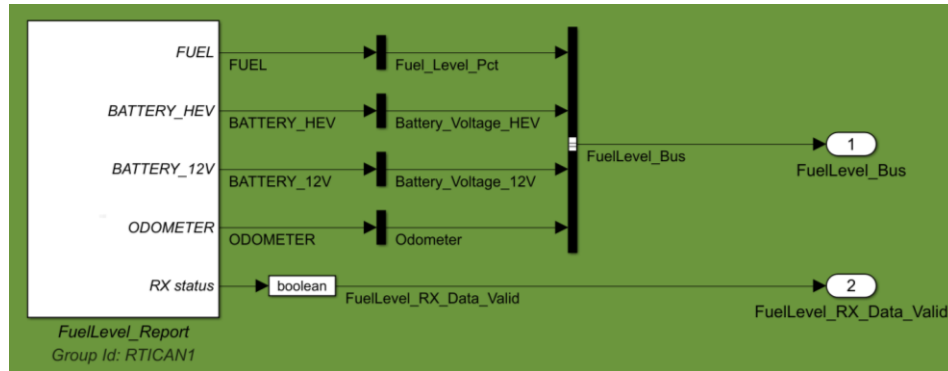 FUEL
FUEL
Fuel_Level_Pct
BATTERY_HEV
BATTERY_HEV
Battery_Voltage_HEV
FuelLevel_Bus
1
FuelLevel_Bus
BATTERY_12V
BATTERY_12V
Battery_Voltage_12V
ODOMETER
ODOMETER
Odometer
RX status
boolean
FuelLevel_RX_Data_Valid
2
FuelLevel_RX_Data_Valid
FuelLevel_Report
Group Id: RTICAN1